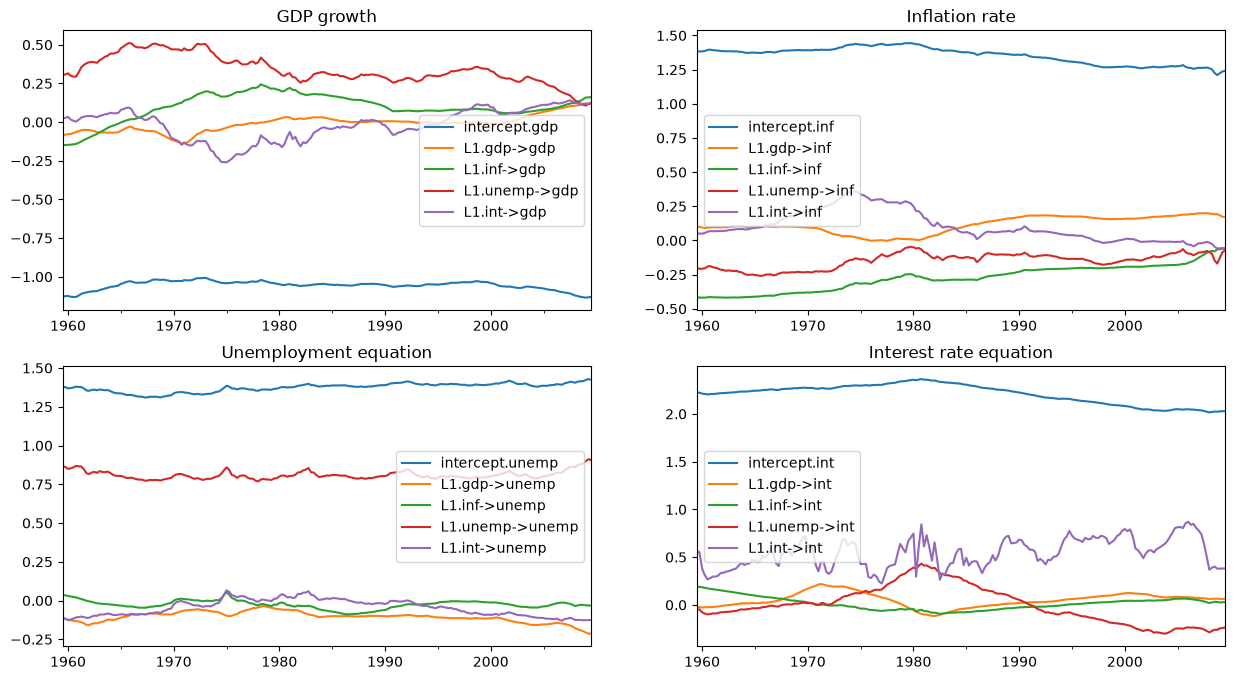 GDP growth
0.50
0.25
0.00
−0.25
−0.50
−0.75
−1.00
intercept.gdp
L1.gdp->gdp
L1.inf->gdp
L1.unemp->gdp
L1.int->gdp
1960 1970 1980 1990 2000
Inflation rate
1.50
1.25
1.00
0.75
0.50
0.25
0.00
−0.25
−0.50
intercept.inf
L1.gdp->inf
L1.inf->inf
L1.unemp->inf
L1.int->inf
1960 1970 1980 1990 2000
Unemployment equation
1.50
1.25
1.00
0.75
0.50
0.25
0.00
−0.25
intercept.unemp
L1.gdp->unemp
L1.inf->unemp
L1.unemp->unemp
L1.int->unemp
1960 1970 1980 1990 2000
Interest rate equation
2.0
1.5
1.0
0.5
0.0
intercept.int
L1.gdp->int
L1.inf->int
L1.unemp->int
L1.int->int
1960 1970 1980 1990 2000